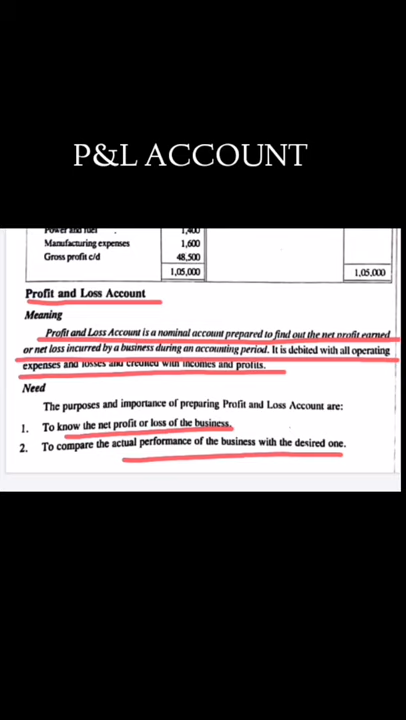 P&L ACCOUNT
Power and fuel 1,400
Manufacturing expenses 1,600
Gross profit c/d 48,500
1,05,000 1,05,000
Profit and Loss Account
Meaning
Profit and Loss Account is a nominal account prepared to find out the net profit earned
or net loss incurred by a business during an accounting period. It is debited with all operating
expenses and losses and credited with incomes and profits.
Need
The purposes and importance of preparing Profit and Loss Account are:
1. To know the net profit or loss of the business.
2. To compare the actual performance of the business with the desired one.